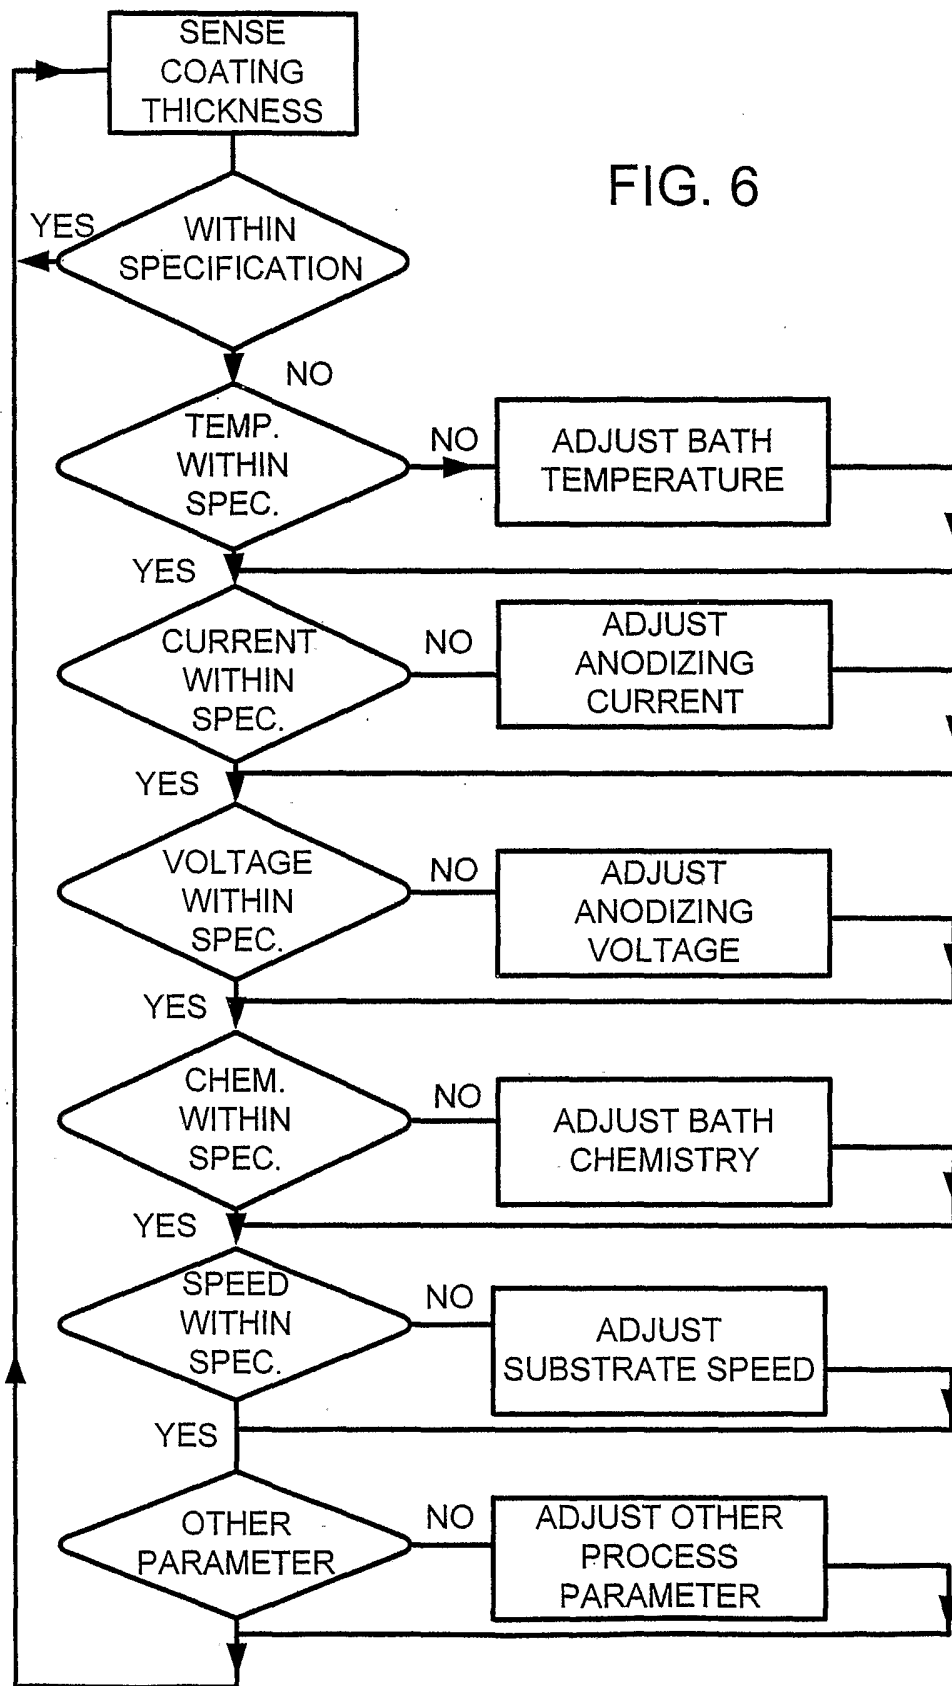 SENSE
COATING
THICKNESS
FIG. 6
YES
WITHIN
SPECIFICATION
NO
TEMP.
WITHIN
SPEC.
NO
ADJUST BATH
TEMPERATURE
YES
CURRENT
WITHIN
SPEC.
NO
ADJUST
ANODIZING
CURRENT
YES
VOLTAGE
WITHIN
SPEC.
NO
ADJUST
ANODIZING
VOLTAGE
YES
CHEM.
WITHIN
SPEC.
NO
ADJUST BATH
CHEMISTRY
YES
SPEED
WITHIN
SPEC.
NO
ADJUST
SUBSTRATE SPEED
YES
OTHER
PARAMETER
NO
ADJUST OTHER
PROCESS
PARAMETER